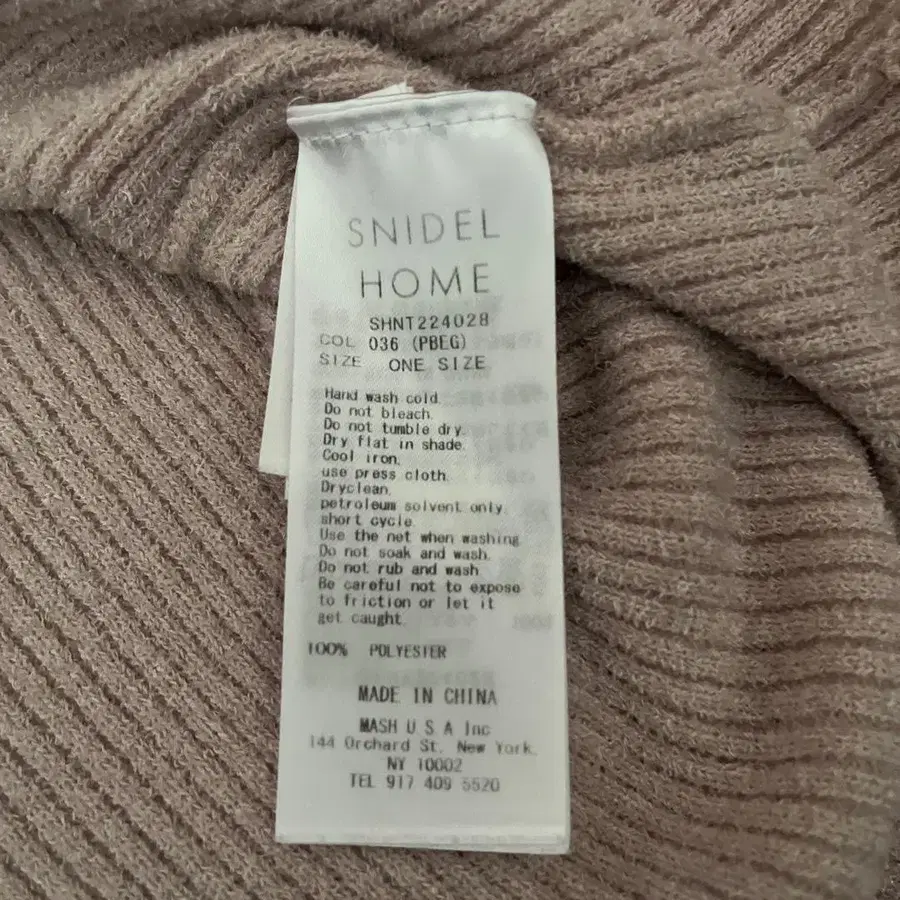 SNIDEL
HOME
SHNT224028
COL 036 (PBEG)
SIZE ONE SIZE
Hand wash cold.
Do not bleach.
Do not tumble dry.
Dry flat in shade.
Cool iron.
use press cloth.
Dryclean.
petroleum solvent only.
short cycle.
Use the net when washing.
Do not soak and wash.
Do not rub and wash.
Be careful not to expose
to friction or let it
get caught.
100% POLYESTER
MADE IN CHINA
MASH U.S.A Inc
144 Orchard St. New York,
NY 10002
TEL 917 409 5520